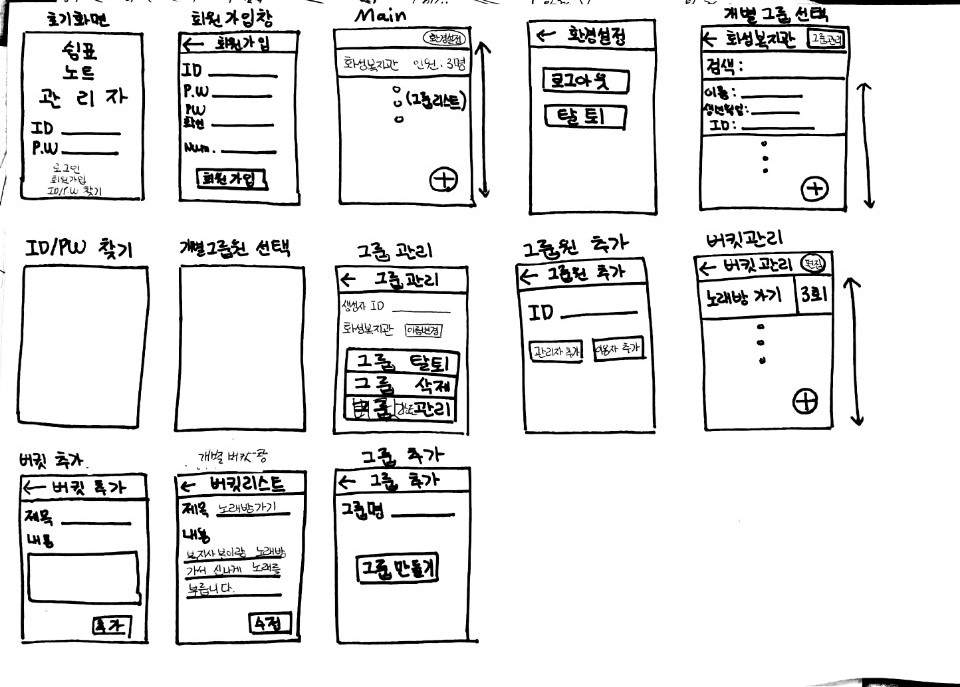 초기화면
쉼표
노트
관리자
ID
P.W
로그인
회원가입
ID/P.W 찾기
회원가입창
← 회원가입
ID
P.W
PW
확인
Num.
회원가입
Main
환경설정
화성복지관 인원. 3명
(그룹리스트)
+
← 환경설정
로그아웃
탈퇴
개별그룹 선택
← 화성복지관 그룹관리
검색 :
이름 :
생년월일 :
ID :
+
ID/PW 찾기
개별그룹원 선택
그룹 관리
← 그룹 관리
생성자 ID
화성복지관 이름변경
그룹 탈퇴
그룹 삭제
관리
그룹원 추가
← 그룹원 추가
ID
관리자 추가 이용자 추가
버킷관리
← 버킷관리 편집
노래방 가기 3회
+
버킷 추가
← 버킷 추가
제목
내용
추가
개별 버킷
← 버킷리스트
제목 노래방가기
내용
복지사분이랑 노래방
가서 신나게 노래를
부릅니다.
수정
그룹 추가
← 그룹 추가
그룹명
그룹만들기